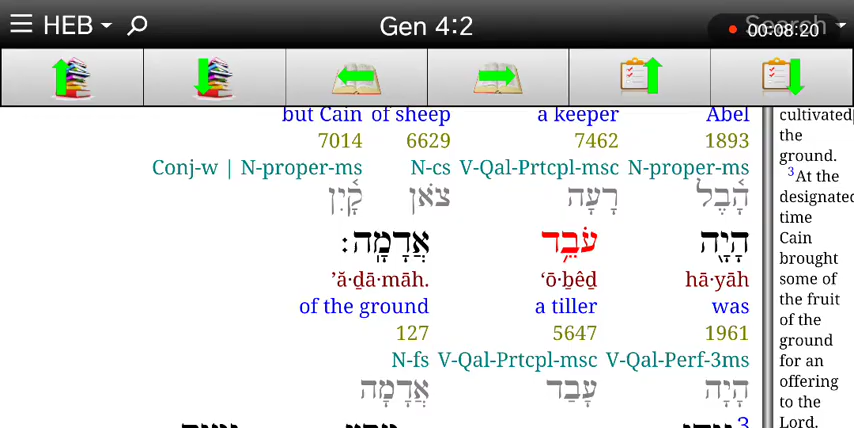 HEB
Gen 4:2
00:08:20
but Cain of sheep a keeper Abel
7014 6629 7462 1893
Conj-w | N-proper-ms N-cs V-Qal-Prtcpl-msc N-proper-ms
הֶ֫בֶל רָעָה צֹאן קַ֫יִן
הָיָ֖ה עֹבֵ֥ד אֲדָמָֽה׃
’ă·ḏā·māh. ‘ō·ḇêḏ hā·yāh
of the ground a tiller was
127 5647 1961
N-fs V-Qal-Prtcpl-msc V-Qal-Perf-3ms
הָיָה עָבַד אֲדָמָה
3
cultivated
the
ground.
3At the
designated
time
Cain
brought
some of
the fruit
of the
ground
for an
offering
to the
Lord.